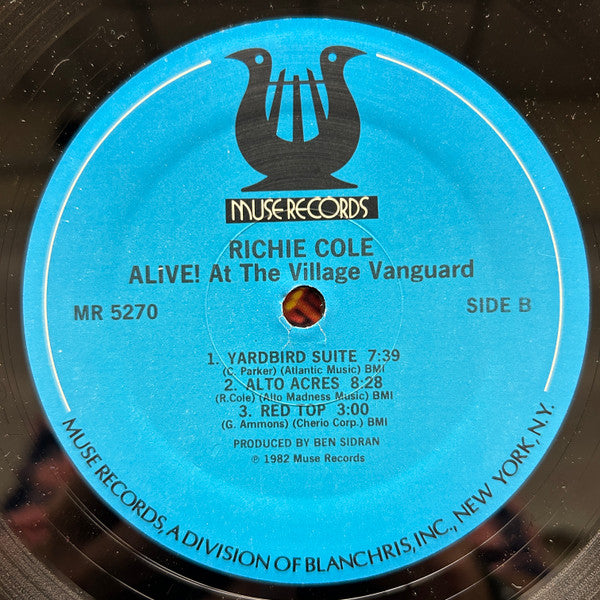 MUSE RECORDS
RICHIE COLE
ALiVE! At The Village Vanguard
MR 5270
SIDE B
1. YARDBIRD SUITE 7:39
(C. Parker) (Atlantic Music) BMI
2. ALTO ACRES 8:28
(R.Cole) (Alto Madness Music) BMI
3. RED TOP 3:00
(G. Ammons) (Cherio Corp.) BMI
PRODUCED BY BEN SIDRAN
℗ 1982 Muse Records
MUSE RECORDS, A DIVISION OF BLANCHRIS, INC., NEW YORK, N.Y.